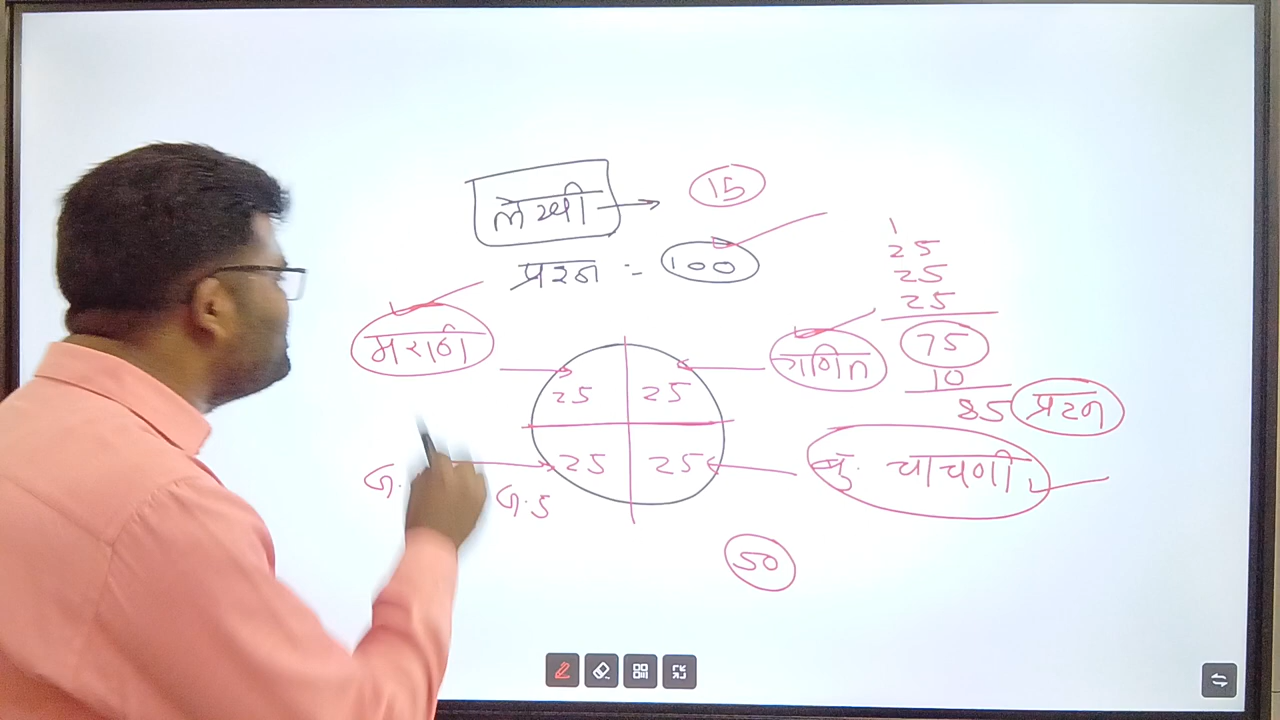 लेखी → 15
प्रश्न :- 100
मराठी
गणित
25 25
25 25
बु. चाचणी
G.
G.S
50
1
25
25
25
75
10
85 प्रश्न